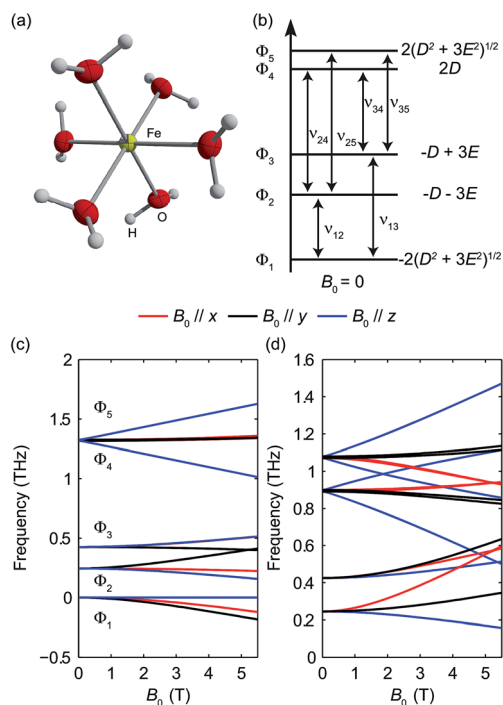 (a)
Fe
H
O
(b)
Φ5 2(D² + 3E²)^1/2
Φ4 2D
ν24 ν25 ν34 ν35
Φ3 -D + 3E
Φ2 -D - 3E
ν12 ν13
Φ1 -2(D² + 3E²)^1/2
B0 = 0
B0 // x B0 // y B0 // z
(c)
Frequency (THz)
2
1.5
1
0.5
0
−0.5
Φ5
Φ4
Φ3
Φ2
Φ1
0 1 2 3 4 5
B0 (T)
(d)
Frequency (THz)
1.6
1.4
1.2
1
0.8
0.6
0.4
0.2
0
0 1 2 3 4 5
B0 (T)